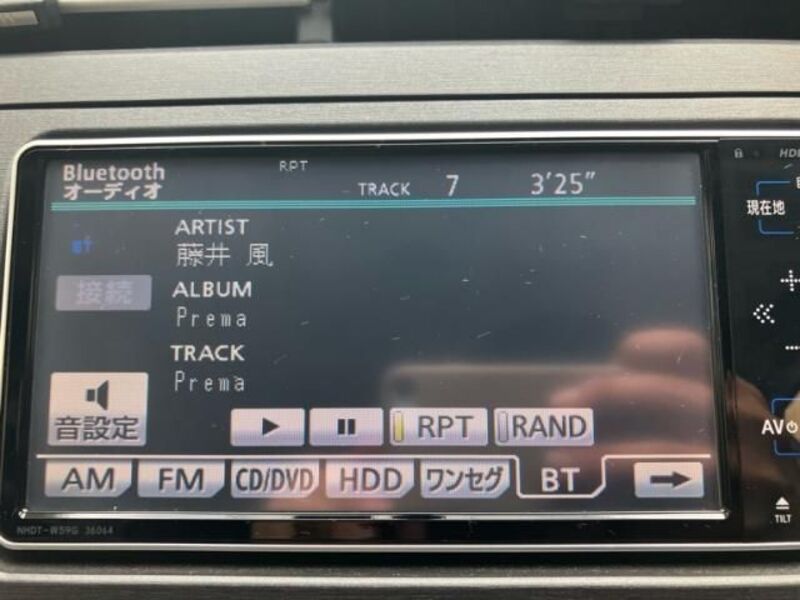 Bluetooth
オーディオ
RPT
TRACK 7 3'25"
ARTIST
藤井 風
接続
ALBUM
Prema
TRACK
Prema
音設定
RPT
RAND
AM FM CD/DVD HDD ワンセグ BT
NHDT-W59G 36064
HD
現在地
AV
TILT